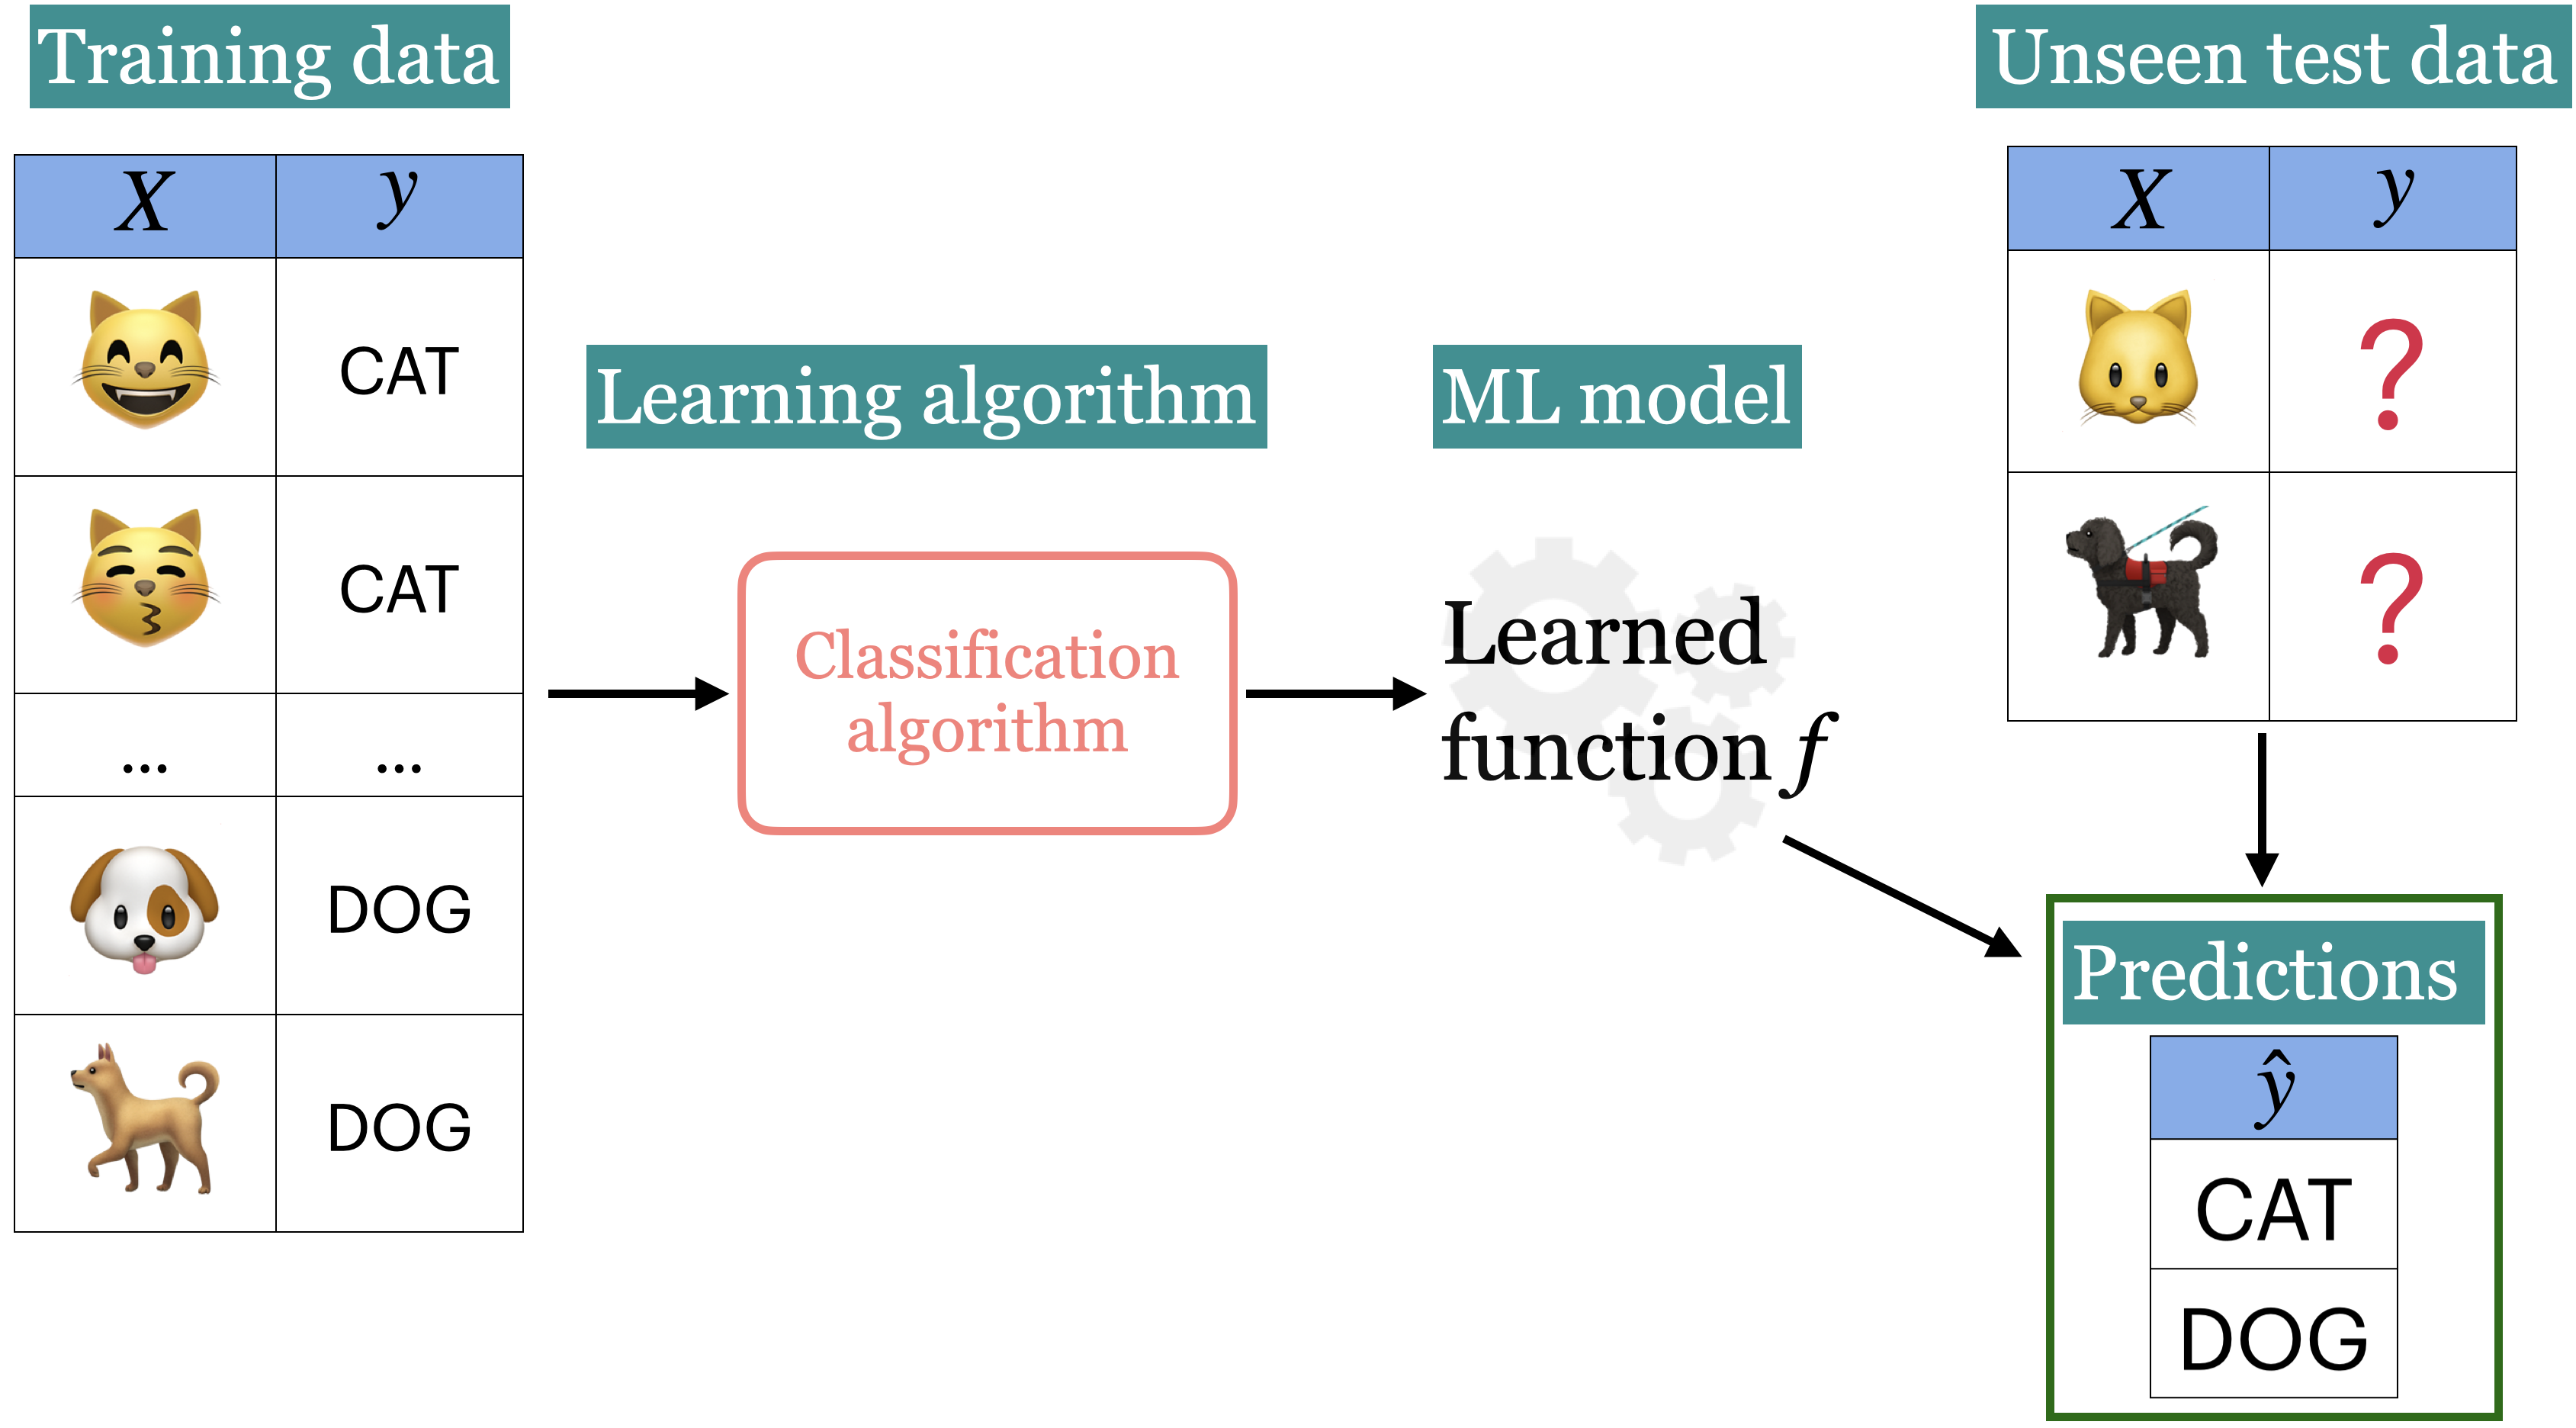 Training data
X y
CAT
CAT
... ...
DOG
DOG
Learning algorithm
Classification
algorithm
ML model
Learned
function f
Unseen test data
X y
?
?
Predictions
ŷ
CAT
DOG